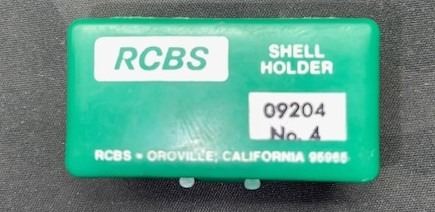 RCBS
SHELL
HOLDER
09204
No. 4
RCBS • OROVILLE, CALIFORNIA 95965